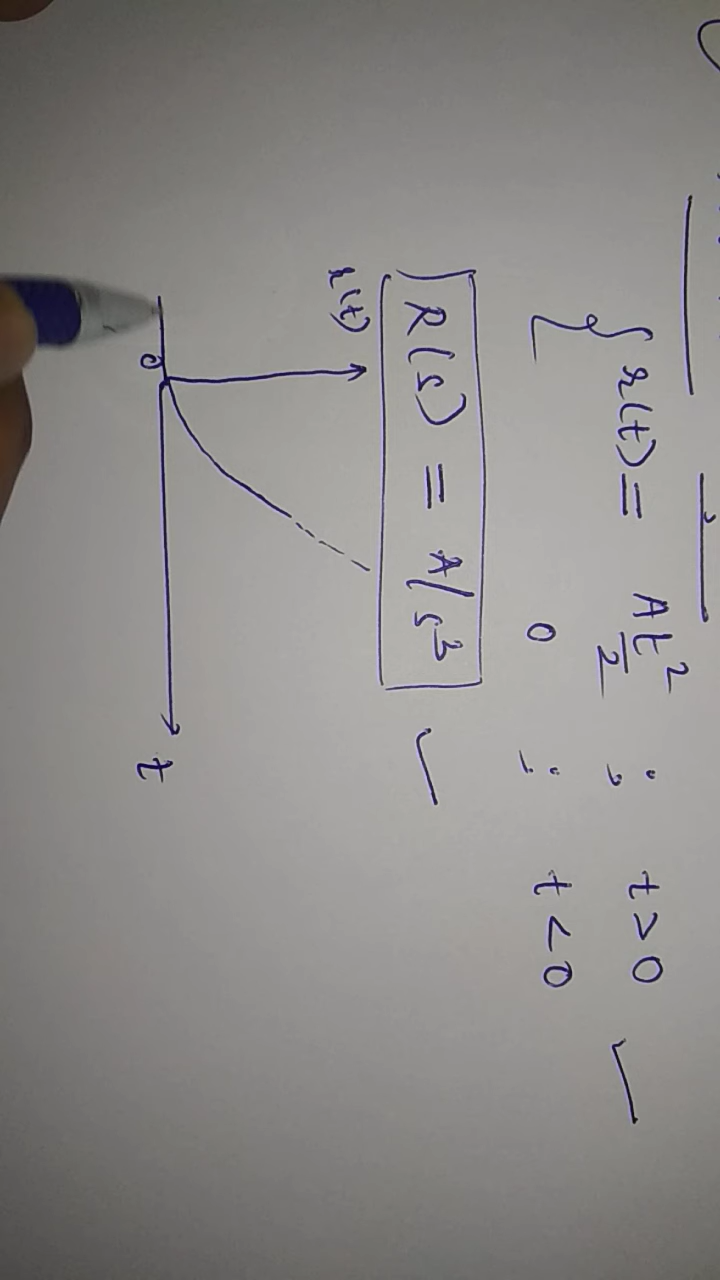 r(t) = At²/2 ; t > 0
0 ; t < 0
R(s) = A/s³
r(t)
0
t